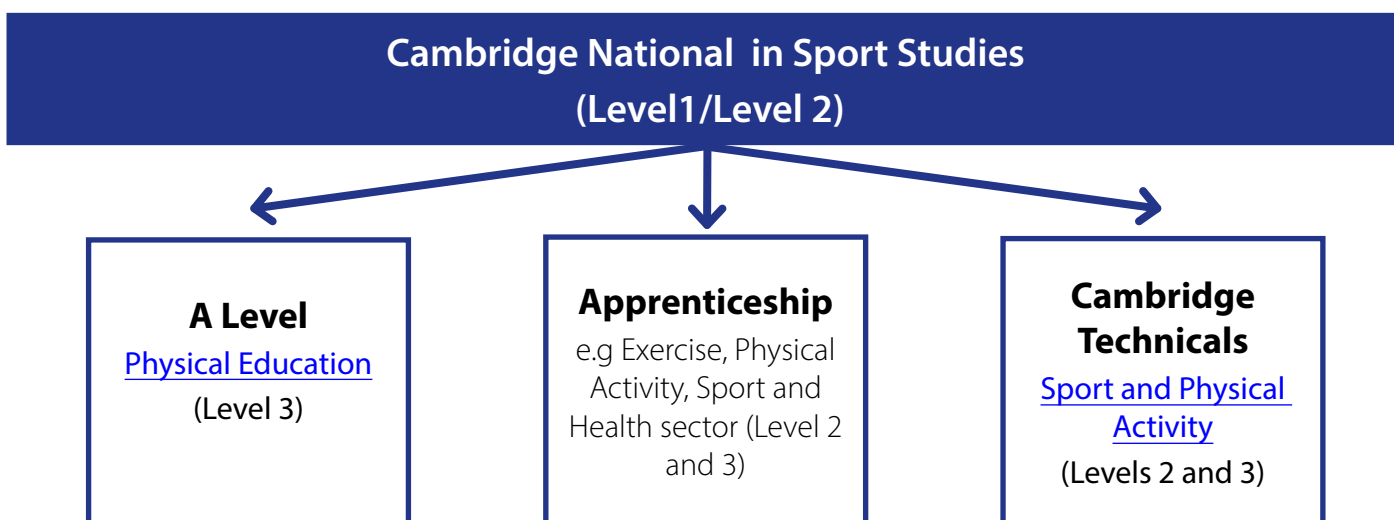 Cambridge National in Sport Studies
(Level1/Level 2)
A Level
Physical Education
(Level 3)
Apprenticeship
e.g Exercise, Physical
Activity, Sport and
Health sector (Level 2
and 3)
Cambridge
Technicals
Sport and Physical
Activity
(Levels 2 and 3)